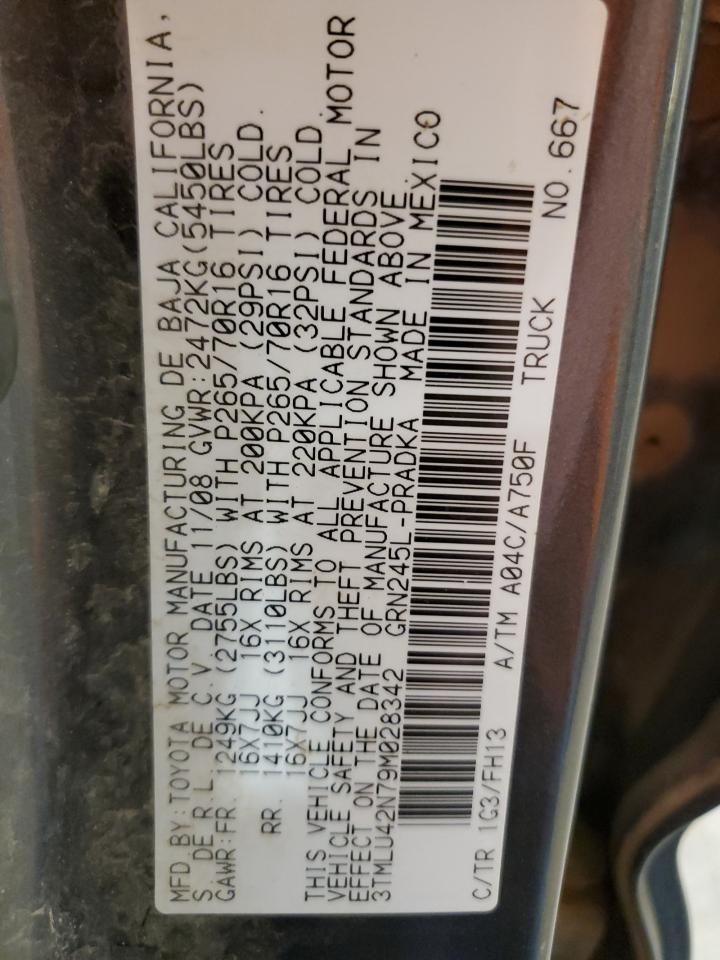 MFD BY:TOYOTA MOTOR MANUFACTURING DE BAJA CALIFORNIA,
S. DE R.L. DE C.V. DATE 11/08 GVWR:2472KG(5450LBS)
GAWR:FR. 1249KG (2755LBS) WITH P265/70R16 TIRES
16X7JJ 16X RIMS AT 200KPA (29PSI) COLD.
RR. 1410KG (3110LBS) WITH P265/70R16 TIRES
16X7JJ 16X RIMS AT 220KPA (32PSI) COLD.
THIS VEHICLE CONFORMS TO ALL APPLICABLE FEDERAL MOTOR
VEHICLE SAFETY AND THEFT PREVENTION STANDARDS IN
EFFECT ON THE DATE OF MANUFACTURE SHOWN ABOVE.
3TMLU42N79M028342 GRN245L-PRADKA MADE IN MEXICO
C/TR 1G3/FH13 A/TM A04C/A750F TRUCK NO.667